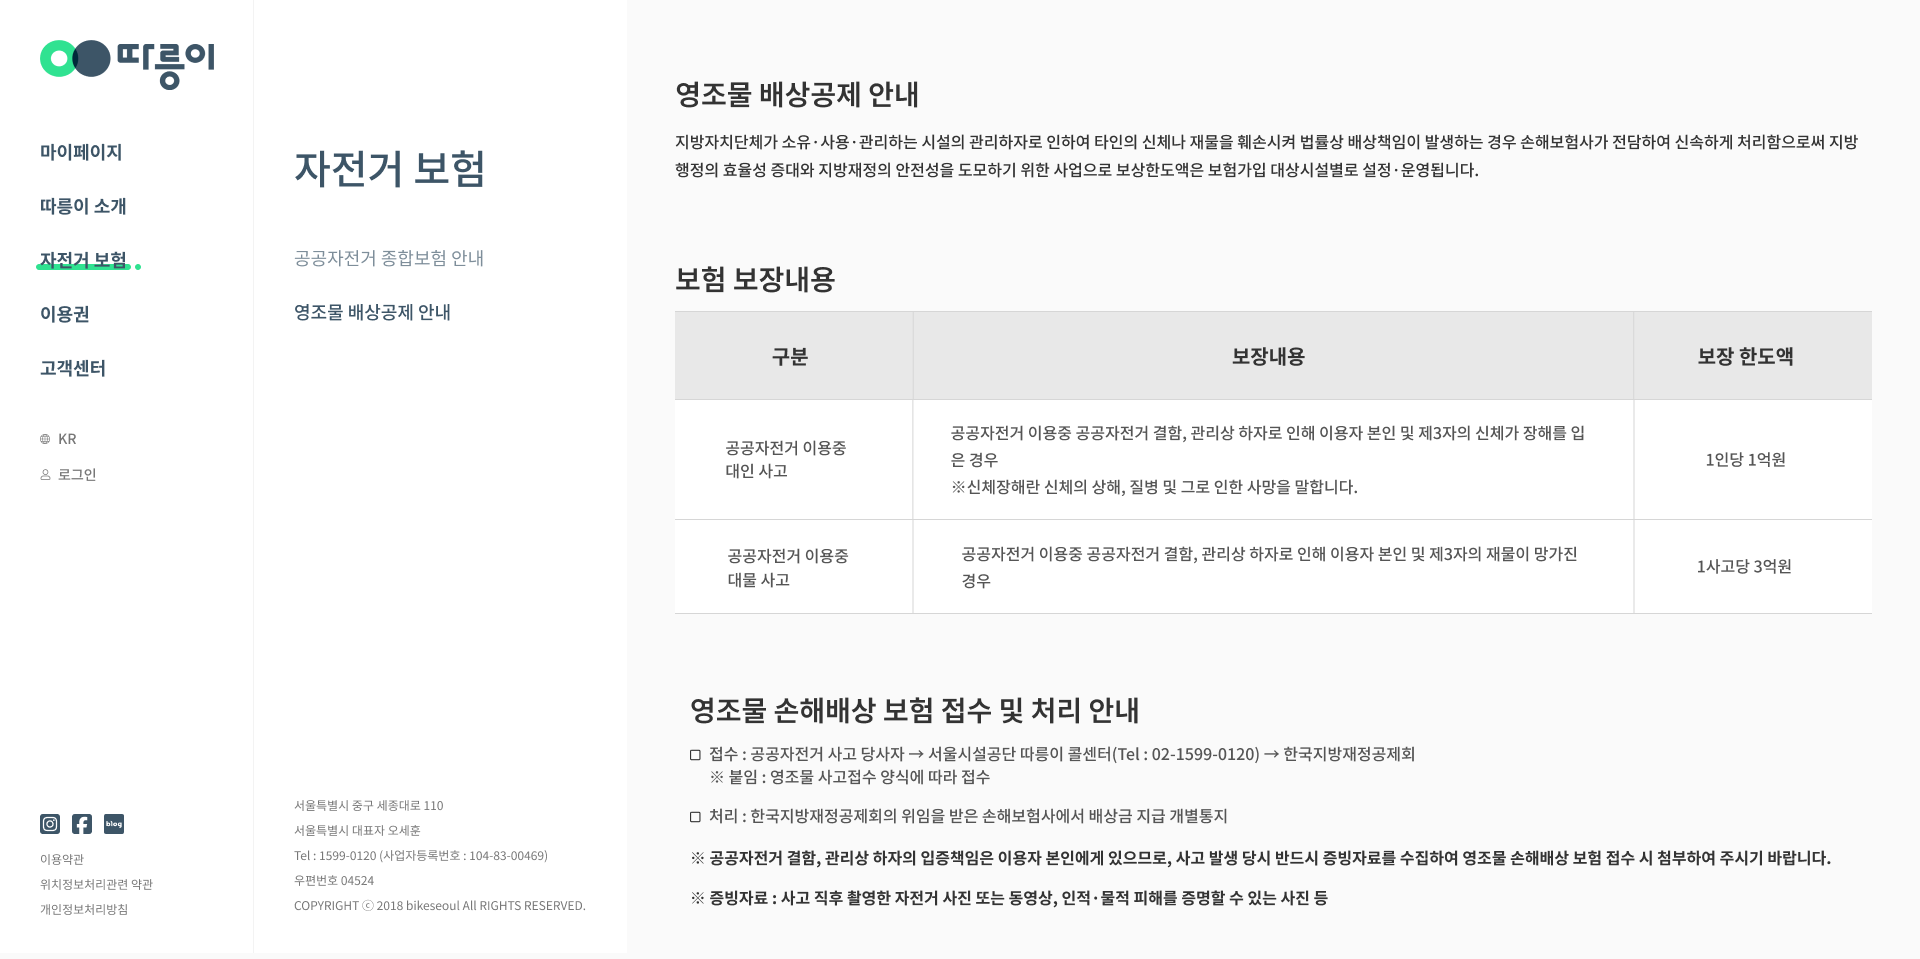 따릉이
마이페이지
따릉이 소개
자전거 보험
이용권
고객센터
KR
로그인
blog
이용약관
위치정보처리관련 약관
개인정보처리방침
자전거 보험
공공자전거 종합보험 안내
영조물 배상공제 안내
서울특별시 중구 세종대로 110
서울특별시 대표자 오세훈
Tel : 1599-0120 (사업자등록번호 : 104-83-00469)
우편번호 04524
COPYRIGHT ⓒ 2018 bikeseoul All RIGHTS RESERVED.
영조물 배상공제 안내
지방자치단체가 소유·사용·관리하는 시설의 관리하자로 인하여 타인의 신체나 재물을 훼손시켜 법률상 배상책임이 발생하는 경우 손해보험사가 전담하여 신속하게 처리함으로써 지방
행정의 효율성 증대와 지방재정의 안전성을 도모하기 위한 사업으로 보상한도액은 보험가입 대상시설별로 설정·운영됩니다.
보험 보장내용
구분
보장내용
보장 한도액
공공자전거 이용중
대인 사고
공공자전거 이용중 공공자전거 결함, 관리상 하자로 인해 이용자 본인 및 제3자의 신체가 장해를 입
은 경우
※신체장해란 신체의 상해, 질병 및 그로 인한 사망을 말합니다.
1인당 1억원
공공자전거 이용중
대물 사고
공공자전거 이용중 공공자전거 결함, 관리상 하자로 인해 이용자 본인 및 제3자의 재물이 망가진
경우
1사고당 3억원
영조물 손해배상 보험 접수 및 처리 안내
접수 : 공공자전거 사고 당사자 → 서울시설공단 따릉이 콜센터(Tel : 02-1599-0120) → 한국지방재정공제회
※ 붙임 : 영조물 사고접수 양식에 따라 접수
처리 : 한국지방재정공제회의 위임을 받은 손해보험사에서 배상금 지급 개별통지
※ 공공자전거 결함, 관리상 하자의 입증책임은 이용자 본인에게 있으므로, 사고 발생 당시 반드시 증빙자료를 수집하여 영조물 손해배상 보험 접수 시 첨부하여 주시기 바랍니다.
※ 증빙자료 : 사고 직후 촬영한 자전거 사진 또는 동영상, 인적·물적 피해를 증명할 수 있는 사진 등